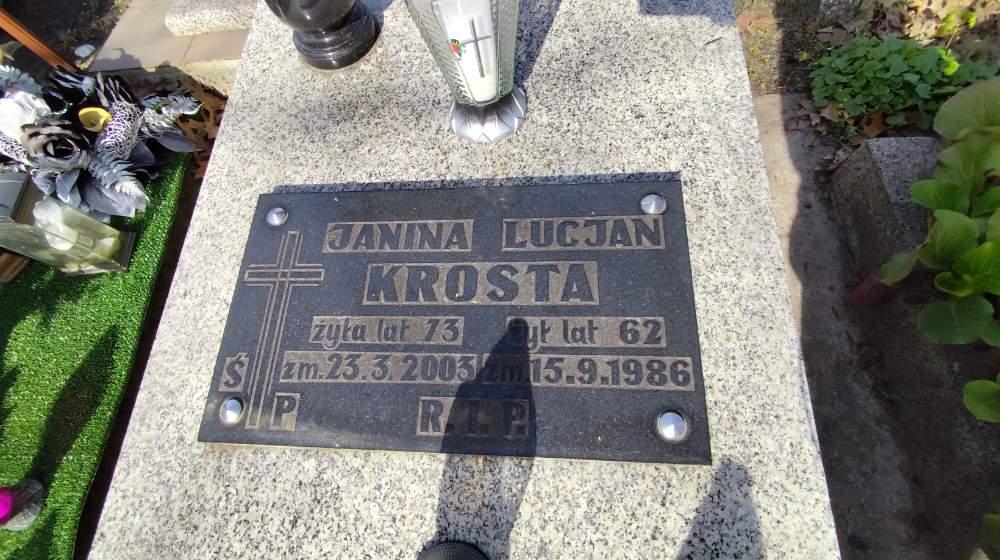 JANINA LUCJAN
KROSTA
żyła lat 73 żył lat 62
zm. 23.3.2003 zm. 15.9.1986
Ś P
R. I. P.